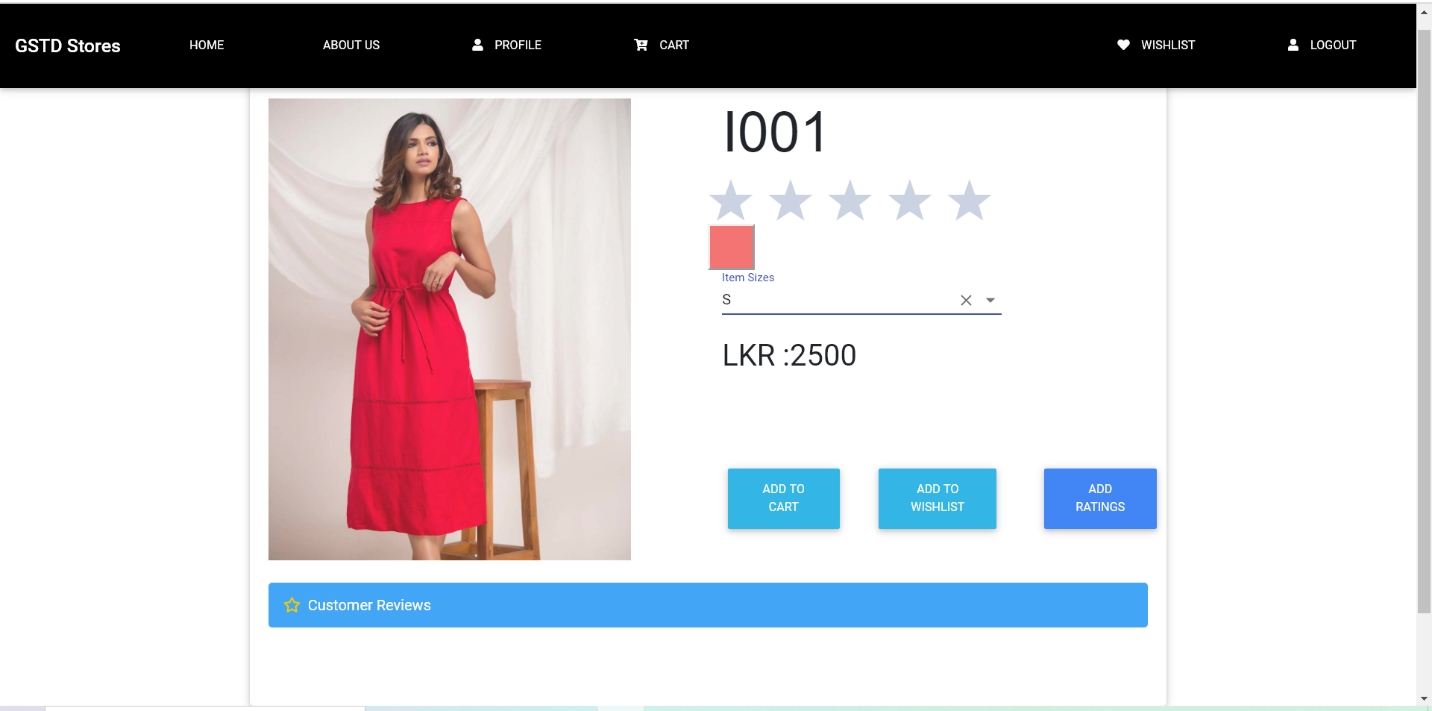 GSTD Stores HOME ABOUT US PROFILE CART WISHLIST LOGOUT
I001
Item Sizes
S
LKR :2500
ADD TO
CART
ADD TO
WISHLIST
ADD
RATINGS
Customer Reviews